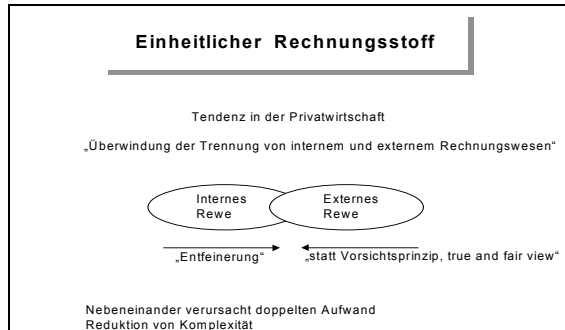 Einheitlicher Rechnungsstoff
Tendenz in der Privatwirtschaft
„Überwindung der Trennung von internem und externem Rechnungswesen“
Internes
Rewe
Externes
Rewe
„Entfeinerung“
„statt Vorsichtsprinzip, true and fair view“
Nebeneinander verursacht doppelten Aufwand
Reduktion von Komplexität